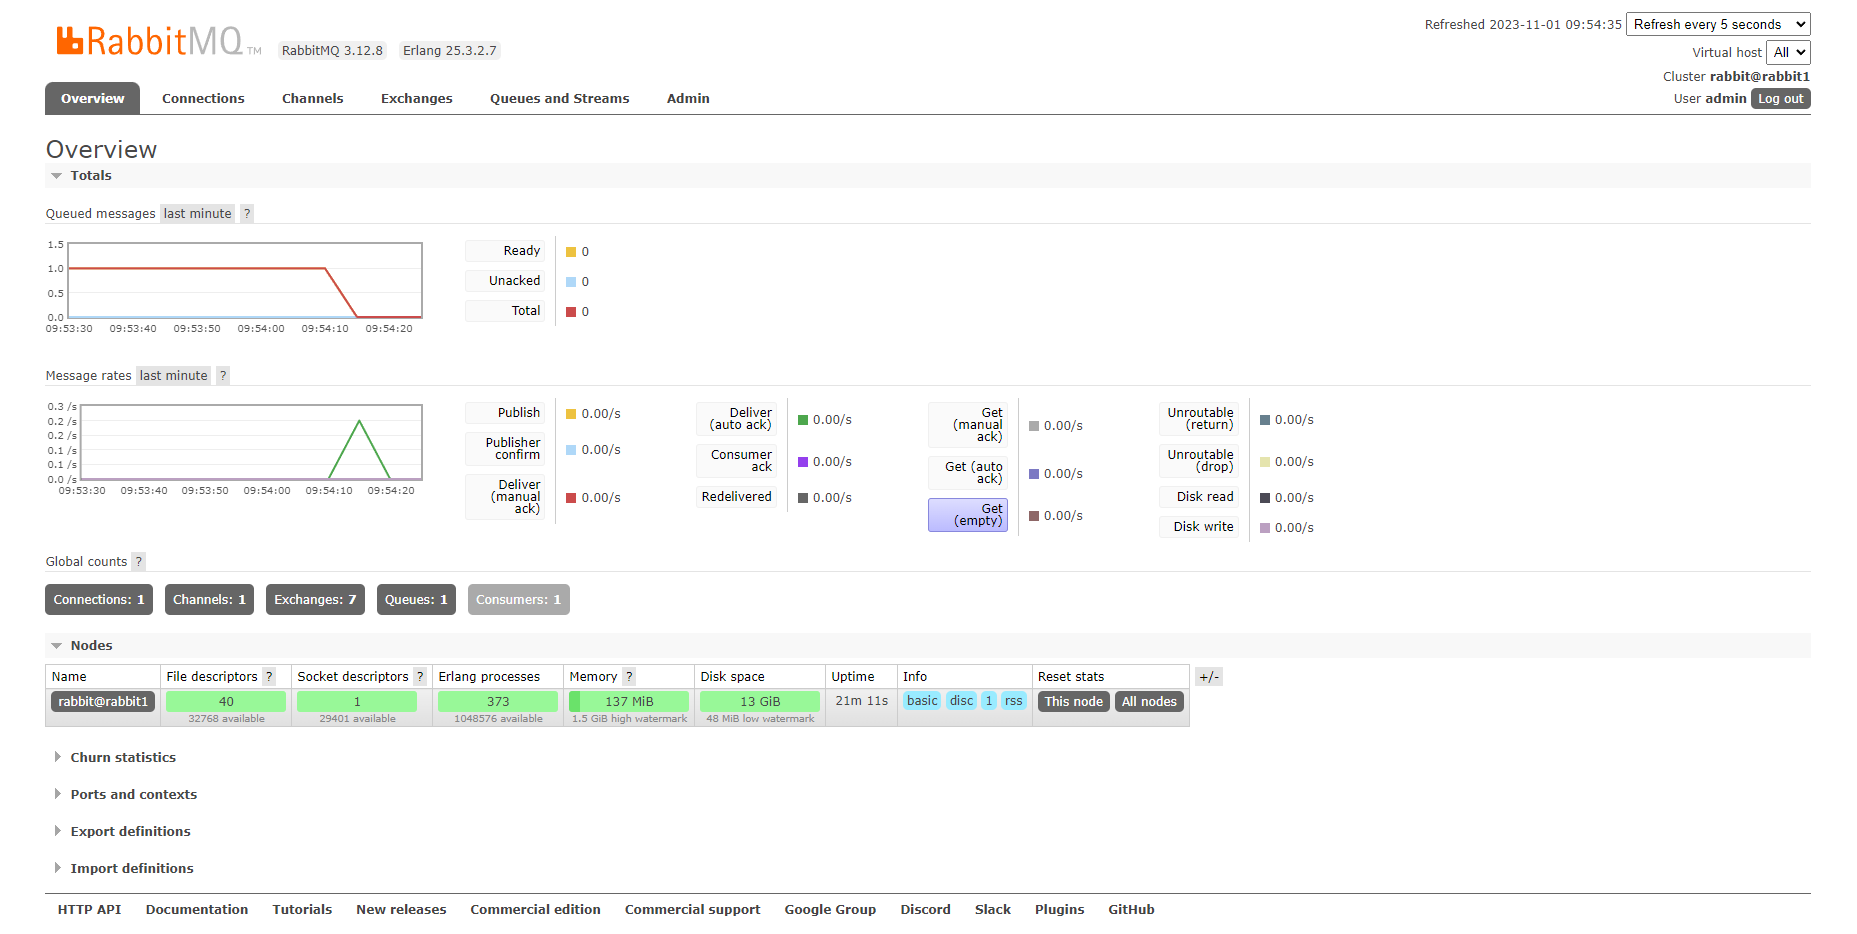 RabbitMQ TM RabbitMQ 3.12.8 Erlang 25.3.2.7
Refreshed 2023-11-01 09:54:35 Refresh every 5 seconds
Virtual host All
Cluster rabbit@rabbit1
User admin Log out
Overview Connections Channels Exchanges Queues and Streams Admin
Overview
Totals
Queued messages last minute ?
1.5
1.0
0.5
0.0
09:53:30 09:53:40 09:53:50 09:54:00 09:54:10 09:54:20
Ready 0
Unacked 0
Total 0
Message rates last minute ?
0.3 /s
0.2 /s
0.2 /s
0.1 /s
0.1 /s
0.0 /s
09:53:30 09:53:40 09:53:50 09:54:00 09:54:10 09:54:20
Publish 0.00/s
Publisher
confirm 0.00/s
Deliver
(manual
ack) 0.00/s
Deliver
(auto ack) 0.00/s
Consumer
ack 0.00/s
Redelivered 0.00/s
Get
(manual
ack) 0.00/s
Get (auto
ack) 0.00/s
Get
(empty) 0.00/s
Unroutable
(return) 0.00/s
Unroutable
(drop) 0.00/s
Disk read 0.00/s
Disk write 0.00/s
Global counts ?
Connections: 1 Channels: 1 Exchanges: 7 Queues: 1 Consumers: 1
Nodes
Name File descriptors ? Socket descriptors ? Erlang processes Memory ? Disk space Uptime Info Reset stats +/-
rabbit@rabbit1 40 1 373 137 MiB 13 GiB 21m 11s basic disc 1 rss This node All nodes
32768 available 29401 available 1048576 available 1.5 GiB high watermark 48 MiB low watermark
Churn statistics
Ports and contexts
Export definitions
Import definitions
HTTP API Documentation Tutorials New releases Commercial edition Commercial support Google Group Discord Slack Plugins GitHub